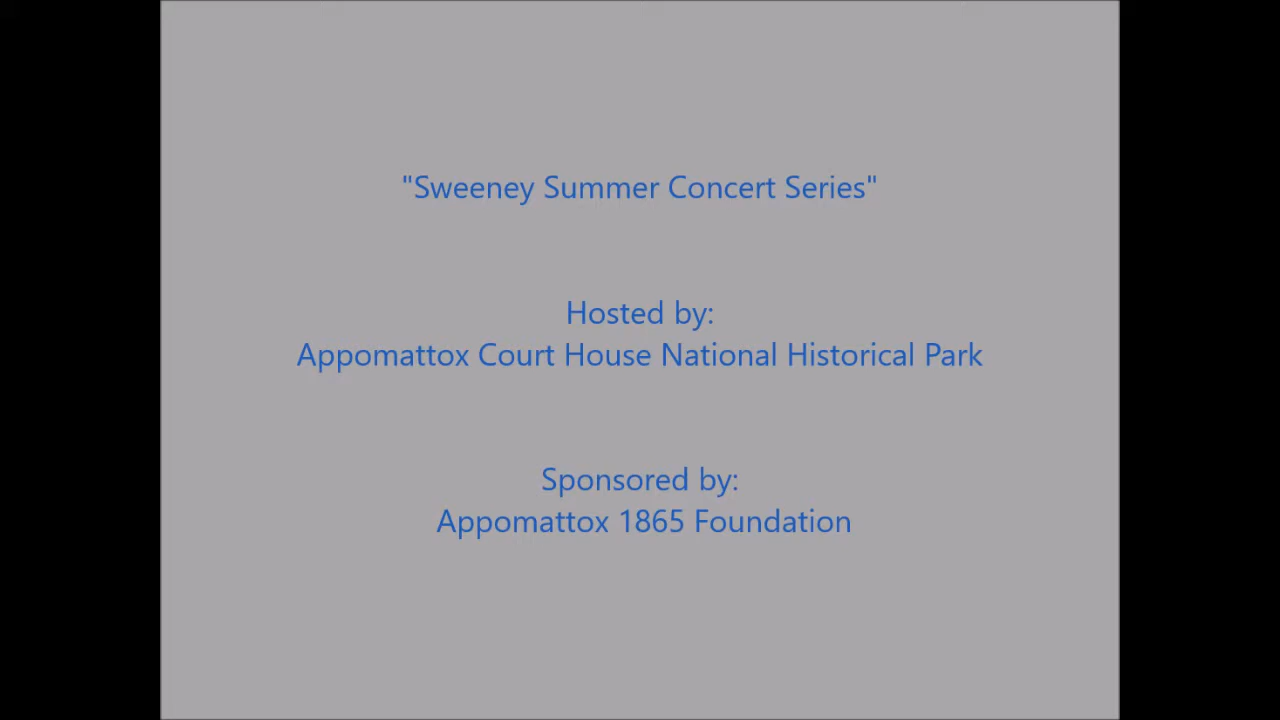 "Sweeney Summer Concert Series"
Hosted by:
Appomattox Court House National Historical Park
Sponsored by:
Appomattox 1865 Foundation